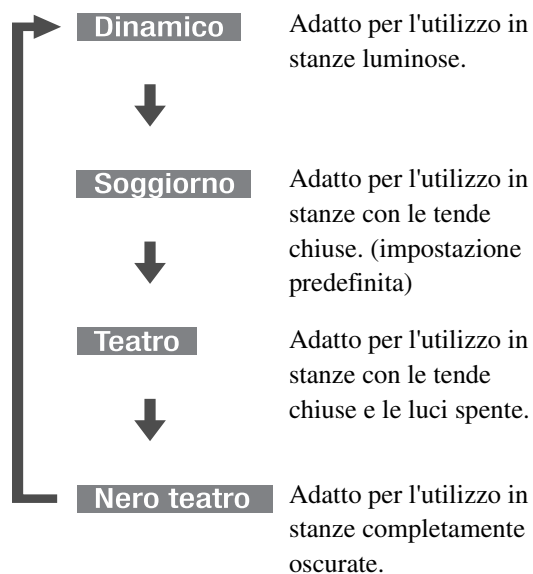 Dinamico
Adatto per l'utilizzo in
stanze luminose.
Soggiorno
Adatto per l'utilizzo in
stanze con le tende
chiuse. (impostazione
predefinita)
Teatro
Adatto per l'utilizzo in
stanze con le tende
chiuse e le luci spente.
Nero teatro
Adatto per l'utilizzo in
stanze completamente
oscurate.